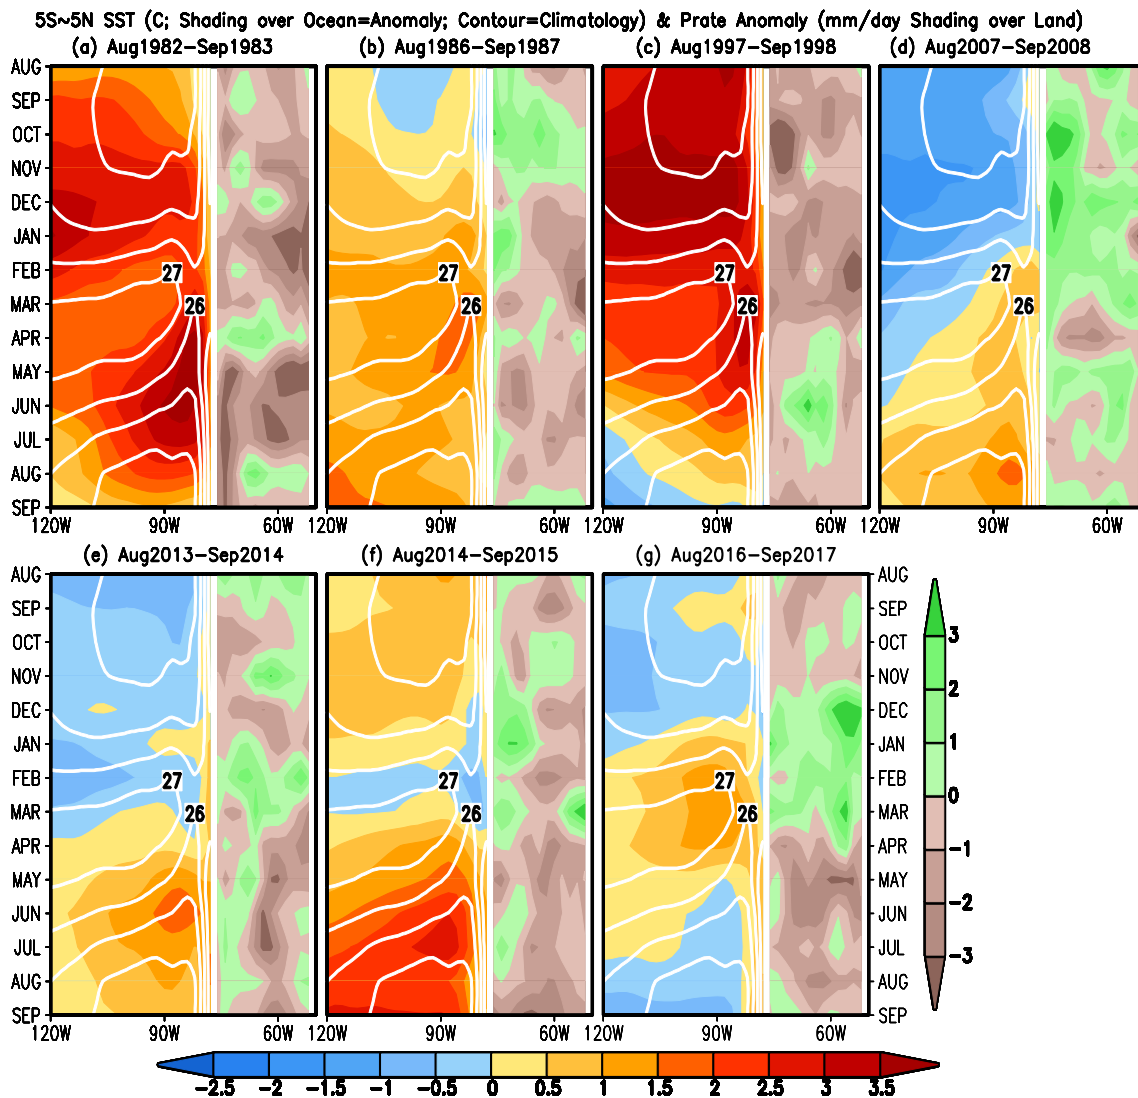 5S~5N SST (C; Shading over Ocean=Anomaly; Contour=Climatology) & Prate Anomaly (mm/day Shading over Land)
(a) Aug1982-Sep1983 (b) Aug1986-Sep1987 (c) Aug1997-Sep1998 (d) Aug2007-Sep2008
AUG
SEP
OCT
NOV
DEC
JAN
FEB 27 27 27 27
MAR 26 26 26 26
APR
MAY
JUN
JUL
AUG
SEP
120W 90W 60W 90W 60W 120W 90W 60W 90W 60W
(e) Aug2013-Sep2014 (f) Aug2014-Sep2015 (g) Aug2016-Sep2017
AUG AUG
SEP SEP 3
OCT OCT
NOV NOV 2
DEC DEC
JAN JAN 1
FEB 27 27 27 FEB 0
MAR 26 26 26 MAR
APR APR -1
MAY MAY
JUN JUN -2
JUL JUL -3
AUG AUG
SEP SEP
120W 90W 60W 90W 60W 120W 90W 60W
-2.5 -2 -1.5 -1 -0.5 0 0.5 1 1.5 2 2.5 3 3.5